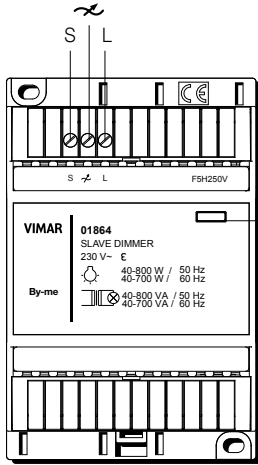 S L
CE
S L F5H250V
VIMAR
01864
SLAVE DIMMER
230 V~
40-800 W / 50 Hz
40-700 W / 60 Hz
By-me
40-800 VA / 50 Hz
40-700 VA / 60 Hz